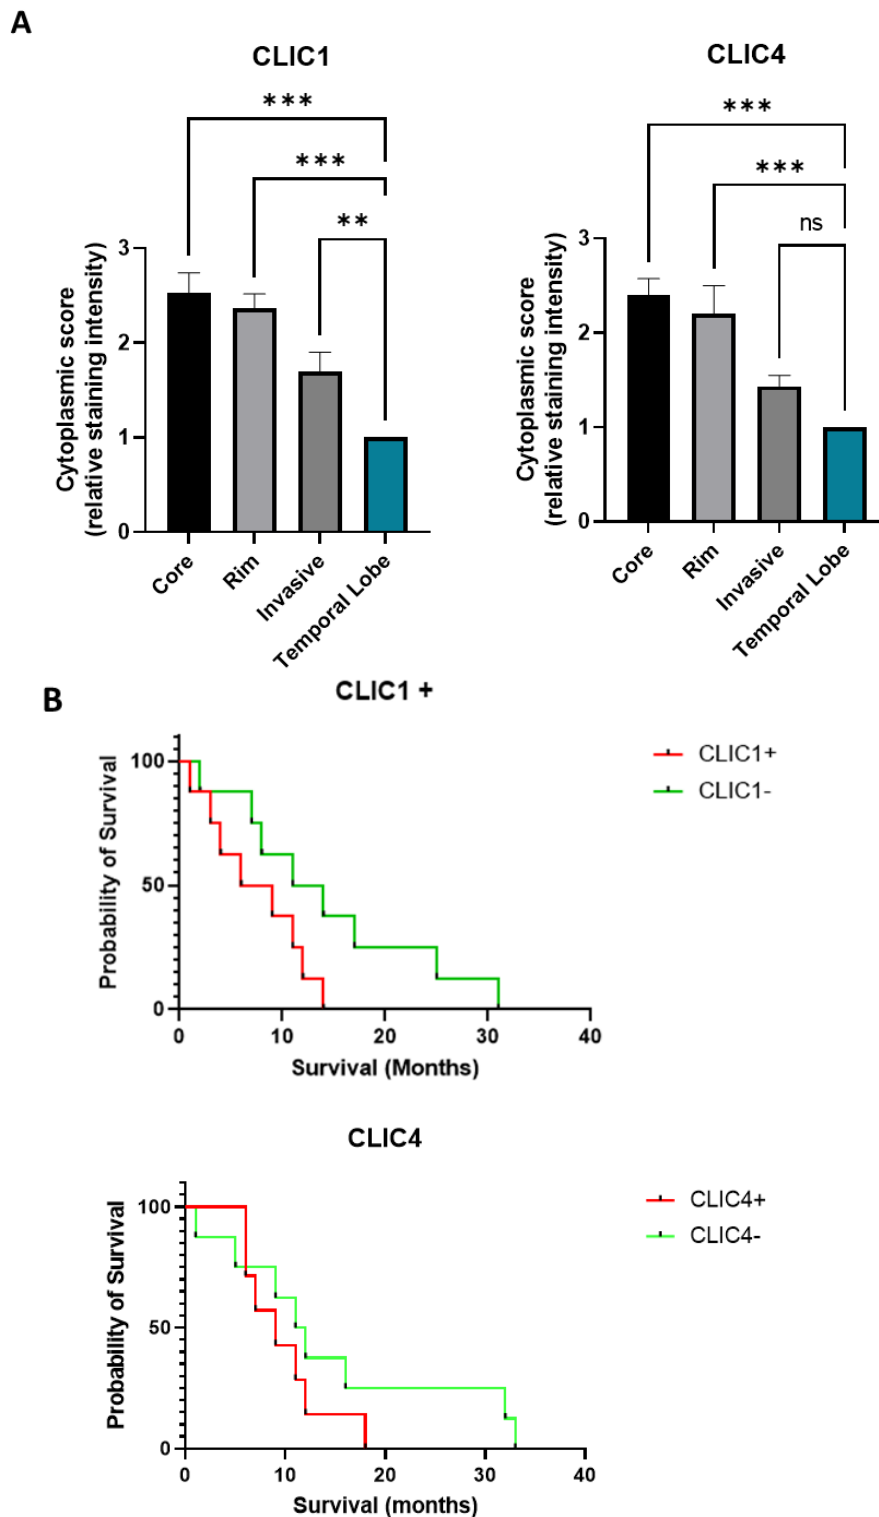 A
CLIC1
***
***
**
Cytoplasmic score
(relative staining intensity)
3
2
1
0
Core
Rim
Invasive
Temporal Lobe
CLIC4
***
***
ns
Cytoplasmic score
(relative staining intensity)
3
2
1
0
Core
Rim
Invasive
Temporal Lobe
B
CLIC1 +
Probability of Survival
100
50
0
0 10 20 30 40
Survival (Months)
CLIC1+
CLIC1-
CLIC4
Probability of Survival
100
50
0
0 10 20 30 40
Survival (months)
CLIC4+
CLIC4-